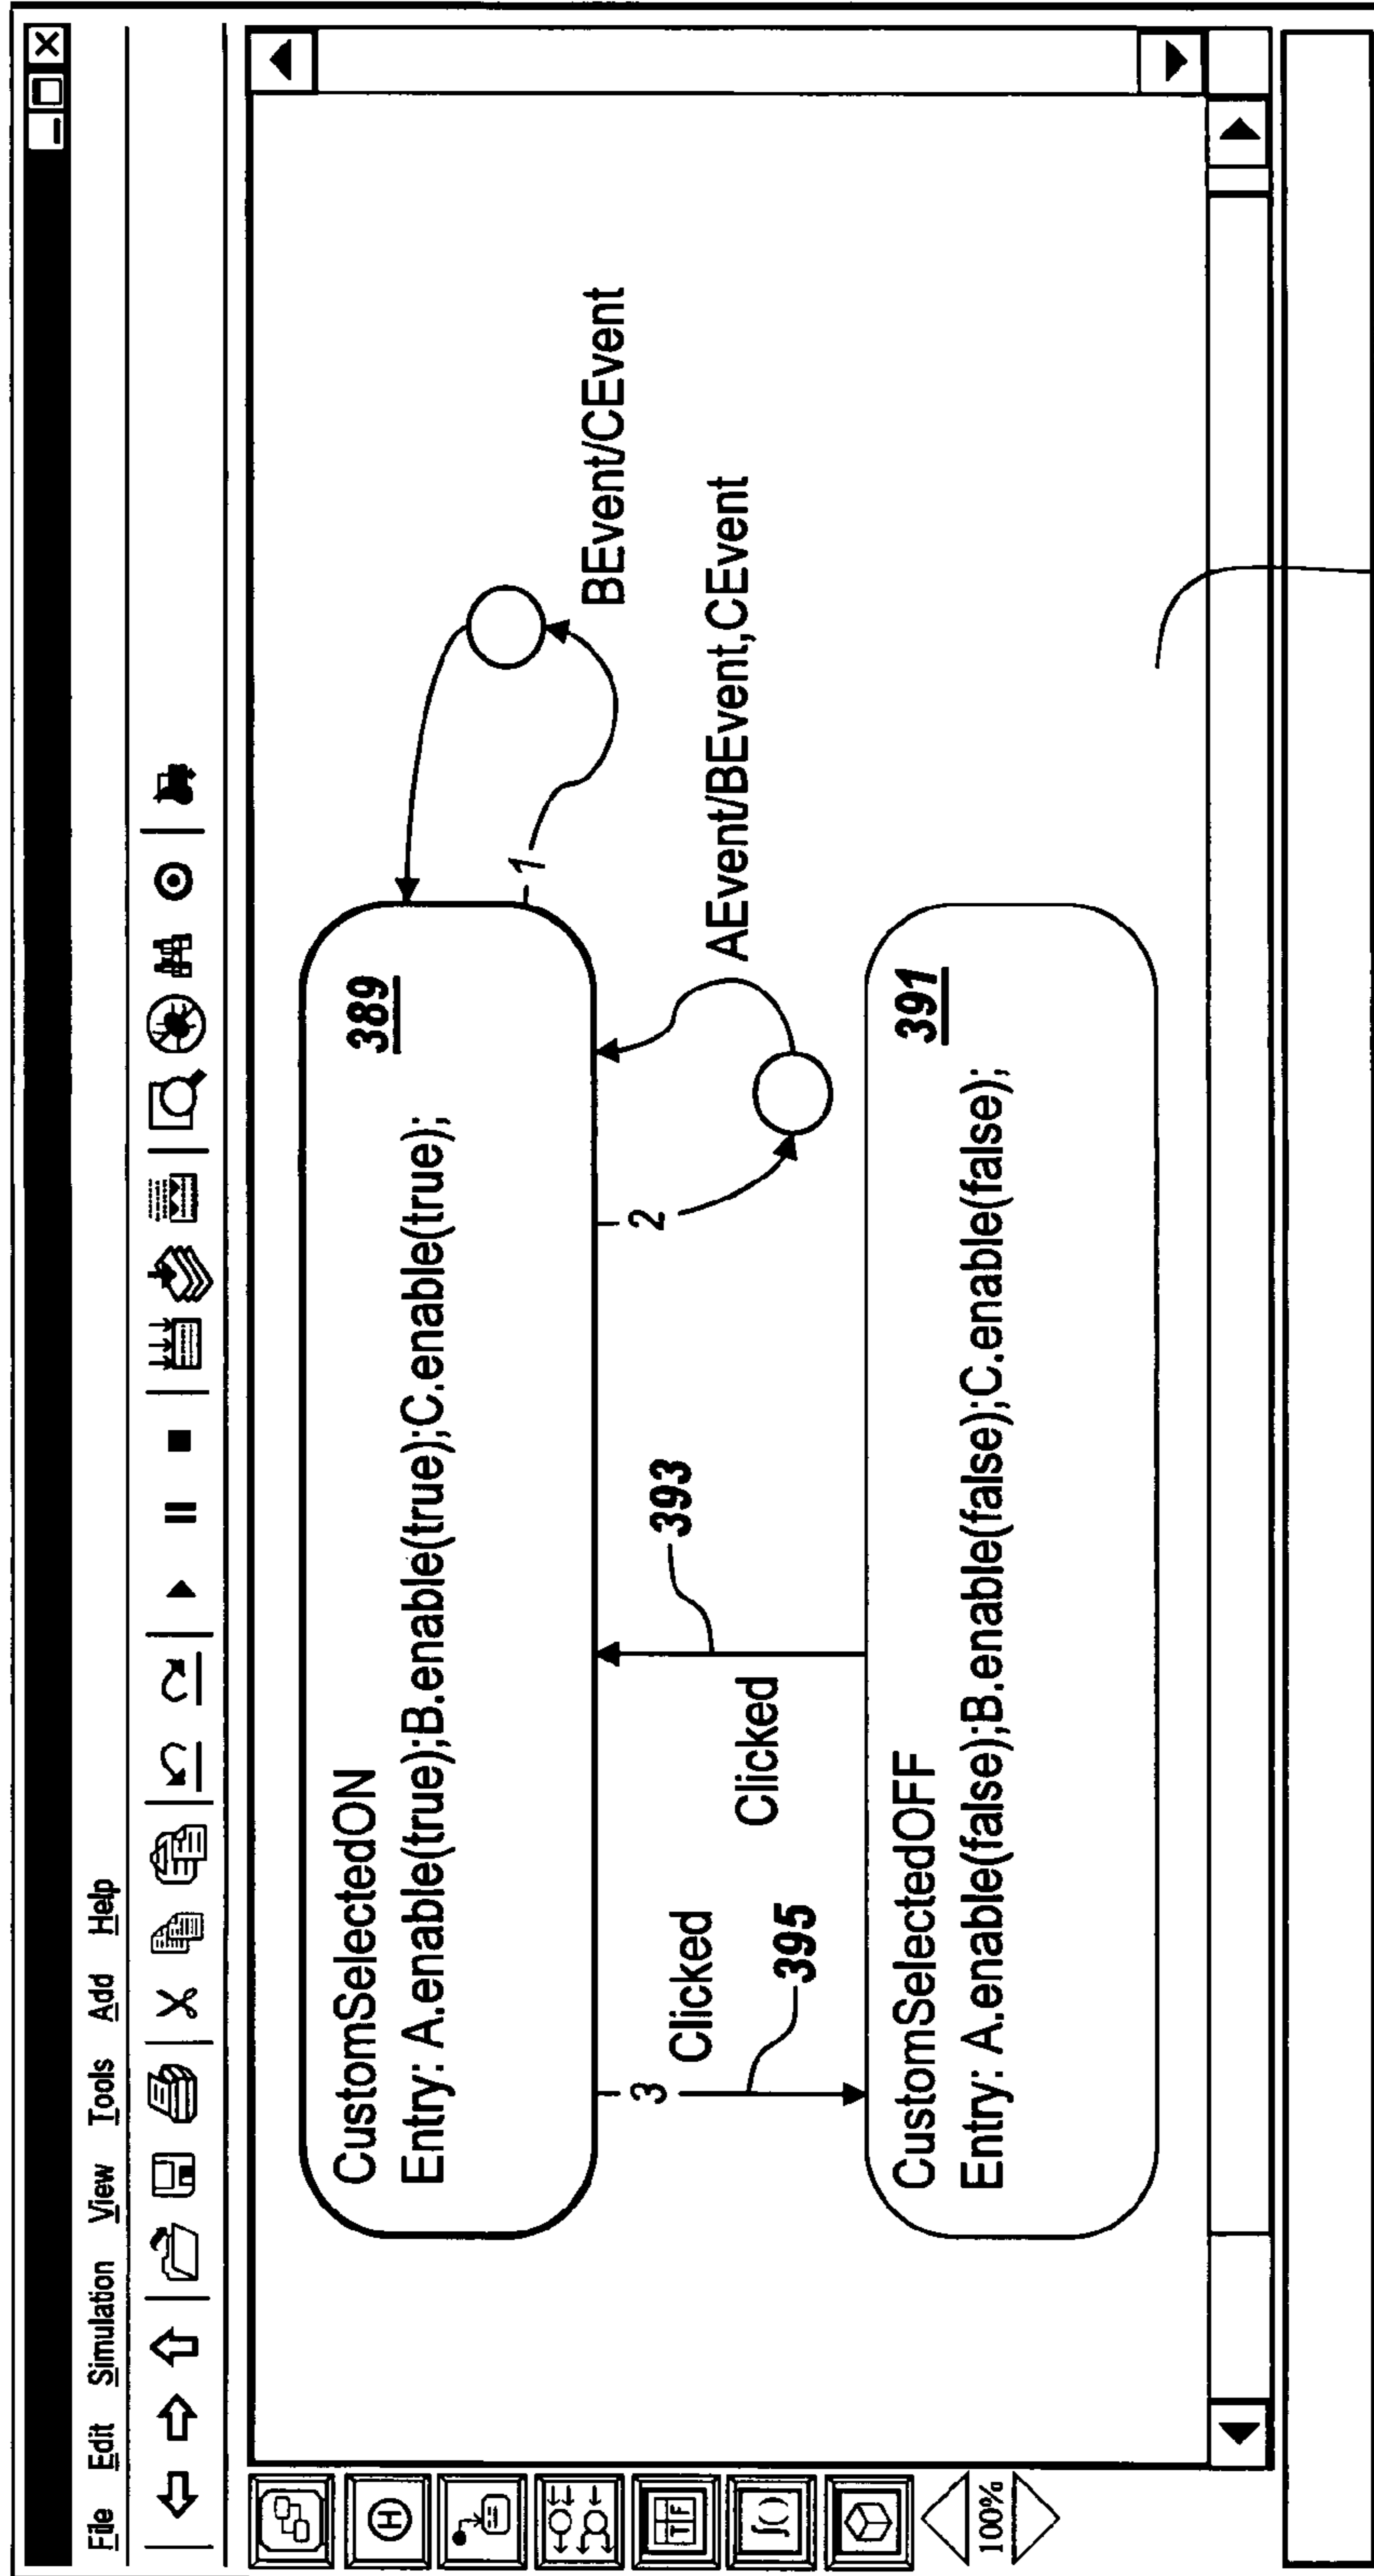 File Edit Simulation View Tools Add Help
CustomSelectedON
389
Entry: A.enable(true);B.enable(true);C.enable(true);
1
BEvent/CEvent
3
Clicked
395
393
Clicked
2
AEvent/BEvent,CEvent
CustomSelectedOFF
391
Entry: A.enable(false);B.enable(false);C.enable(false);
H
T F
∫()
100%